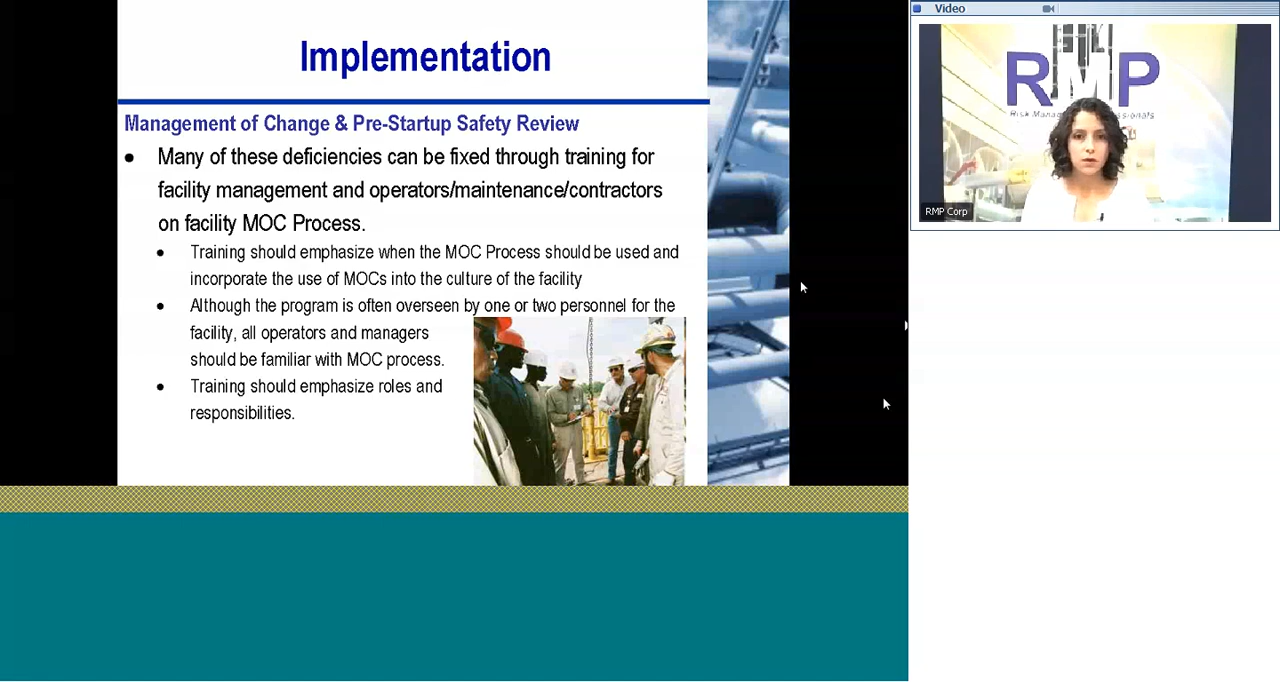 Implementation
Management of Change & Pre-Startup Safety Review
Many of these deficiencies can be fixed through training for
facility management and operators/maintenance/contractors
on facility MOC Process.
Training should emphasize when the MOC Process should be used and
incorporate the use of MOCs into the culture of the facility
Although the program is often overseen by one or two personnel for the
facility, all operators and managers
should be familiar with MOC process.
Training should emphasize roles and
responsibilities.
Video
RMP
Risk
RMP Corp